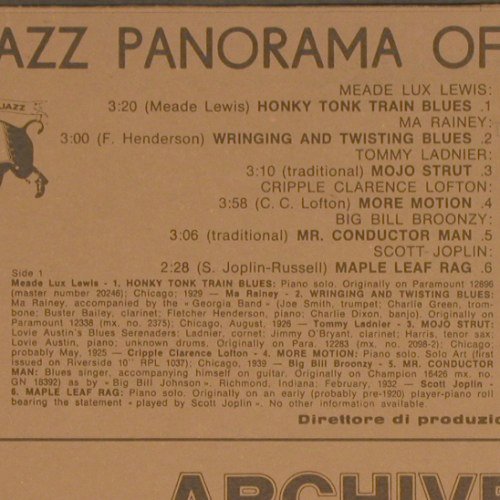 AZZ PANORAMA OF
JAZZ
MEADE LUX LEWIS:
3:20 (Meade Lewis) HONKY TONK TRAIN BLUES .1
MA RAINEY:
3:00 (F. Henderson) WRINGING AND TWISTING BLUES .2
TOMMY LADNIER:
3:10 (traditional) MOJO STRUT .3
CRIPPLE CLARENCE LOFTON:
3:58 (C. C. Lofton) MORE MOTION .4
BIG BILL BROONZY:
3:06 (traditional) MR. CONDUCTOR MAN .5
SCOTT JOPLIN:
2:28 (S. Joplin-Russell) MAPLE LEAF RAG .6
Side 1
Meade Lux Lewis - 1. HONKY TONK TRAIN BLUES: Piano solo. Originally on Paramount 12896
(master number 20246); Chicago; 1929 — Ma Rainey - 2. WRINGING AND TWISTING BLUES:
Ma Rainey, accompanied by the « Georgia Band » (Joe Smith, trumpet; Charlie Green, trom-
bone; Buster Bailey, clarinet; Fletcher Henderson, piano; Charlie Dixon, banjo). Originally on
Paramount 12338 (mx. no. 2375); Chicago, August, 1926 — Tommy Ladnier - 3. MOJO STRUT:
Lovie Austin's Blues Serenaders: Ladnier, cornet; Jimmy O'Bryant, clarinet; Harris, tenor sax;
Lovie Austin, piano; unknown drums. Originally on Para. 12283 (mx. no. 2098-2); Chicago;
probably May, 1925 — Cripple Clarence Lofton - 4. MORE MOTION: Piano solo. Solo Art (first
issued on Riverside 10" RPL 1037); Chicago, 1939 — Big Bill Broonzy - 5. MR. CONDUCTOR
MAN: Blues singer, accompanying himself on guitar. Originally on Champion 16426 mx. no.
GN 18392) as by « Big Bill Johnson ». Richmond, Indiana; February, 1932 — Scott Joplin -
6. MAPLE LEAF RAG: Piano solo. Originally on an early (probably pre-1920) player-piano roll
bearing the statement « played by Scott Joplin ». No other information available.
Direttore di produzio
ARCHIVE